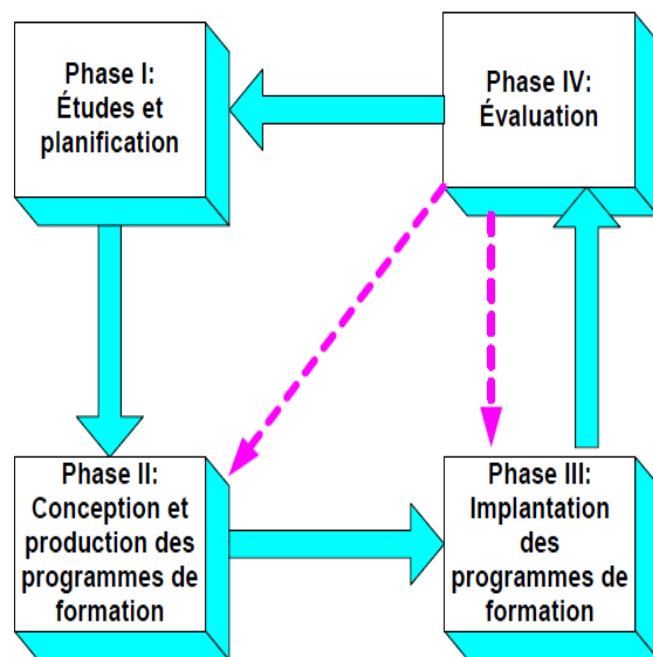 Phase I:
Études et
planification
Phase IV:
Évaluation
Phase II:
Conception et
production des
programmes de
formation
Phase III:
Implantation
des
programmes de
formation